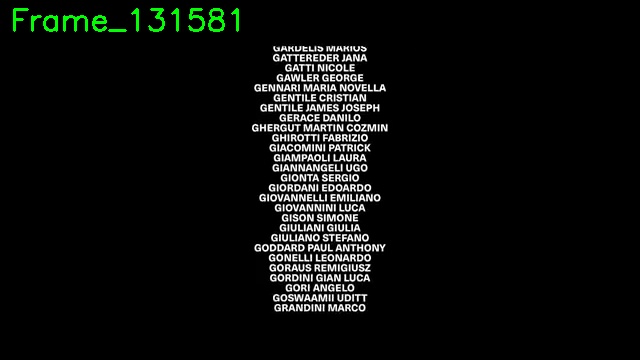 Frame_131581
GARDELIS MARIOS
GATTEREDER JANA
GATTI NICOLE
GAWLER GEORGE
GENNARI MARIA NOVELLA
GENTILE CRISTIAN
GENTILE JAMES JOSEPH
GERACE DANILO
GHERGUT MARTIN COZMIN
GHIROTTI FABRIZIO
GIACOMINI PATRICK
GIAMPAOLI LAURA
GIANNANGELI UGO
GIONTA SERGIO
GIORDANI EDOARDO
GIOVANNELLI EMILIANO
GIOVANNINI LUCA
GISON SIMONE
GIULIANI GIULIA
GIULIANO STEFANO
GODDARD PAUL ANTHONY
GONELLI LEONARDO
GORAUS REMIGIUSZ
GORDINI GIAN LUCA
GORI ANGELO
GOSWAAMII UDITT
GRANDINI MARCO